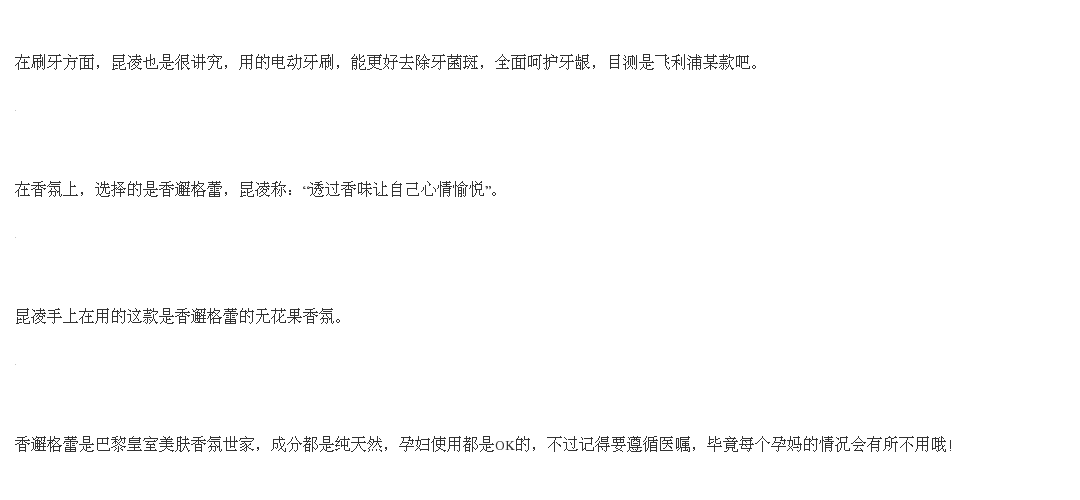 在刷牙方面，昆凌也是很讲究，用的电动牙刷，能更好去除牙菌斑，全面呵护牙龈，目测是飞利浦某款吧。
在香氛上，选择的是香邂格蕾，昆凌称：“透过香味让自己心情愉悦”。
昆凌手上在用的这款是香邂格蕾的无花果香氛。
香邂格蕾是巴黎皇室美肤香氛世家，成分都是纯天然，孕妇使用都是OK的，不过记得要遵循医嘱，毕竟每个孕妈的情况会有所不用哦！